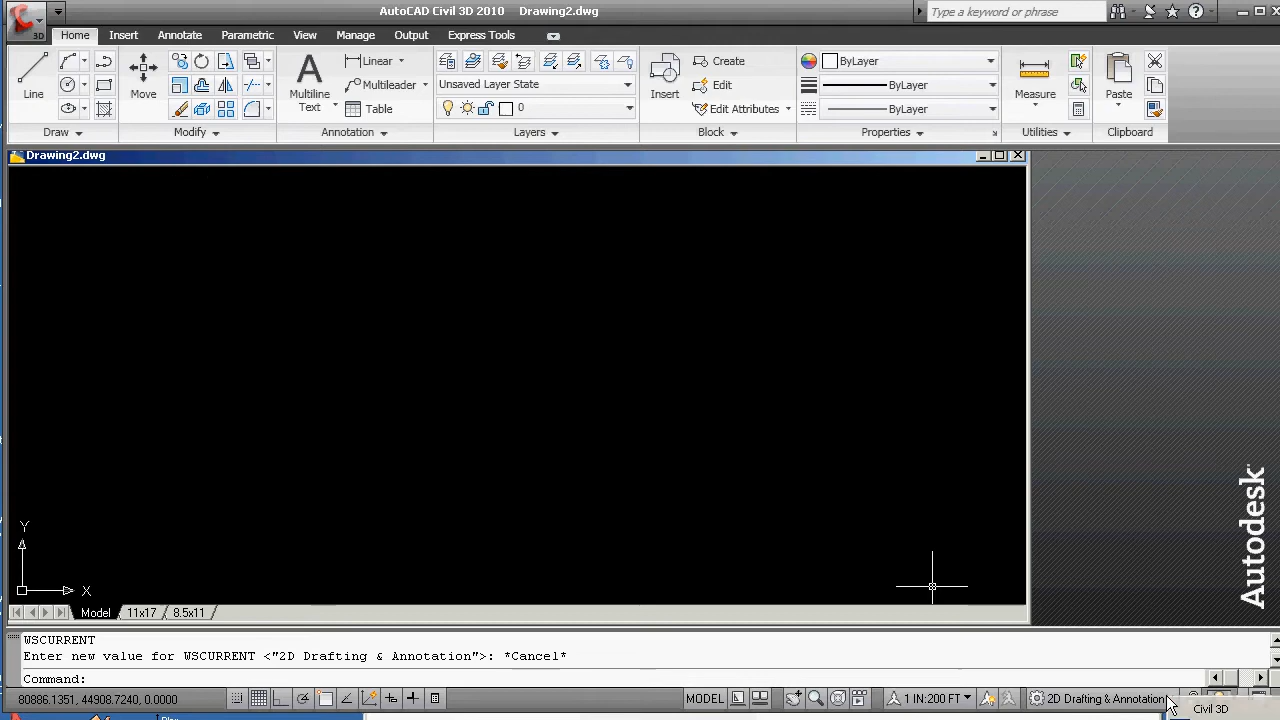 AutoCAD Civil 3D 2010 Drawing2.dwg
Type a keyword or phrase
3D
Home Insert Annotate Parametric View Manage Output Express Tools
Line
Draw
Move
Modify
A
Multiline
Text
Linear
Multileader
Table
Annotation
Unsaved Layer State
0
Layers
Insert
Create
Edit
Edit Attributes
Block
ByLayer
ByLayer
ByLayer
Properties
Measure
Utilities
Paste
Clipboard
Drawing2.dwg
Y
X
Autodesk
Model 11x17 8.5x11
WSCURRENT
Enter new value for WSCURRENT <"2D Drafting & Annotation">: *Cancel*
Command:
80886.1351, 44908.7240, 0.0000
MODEL
1 IN:200 FT
2D Drafting & Annotation
Civil 3D